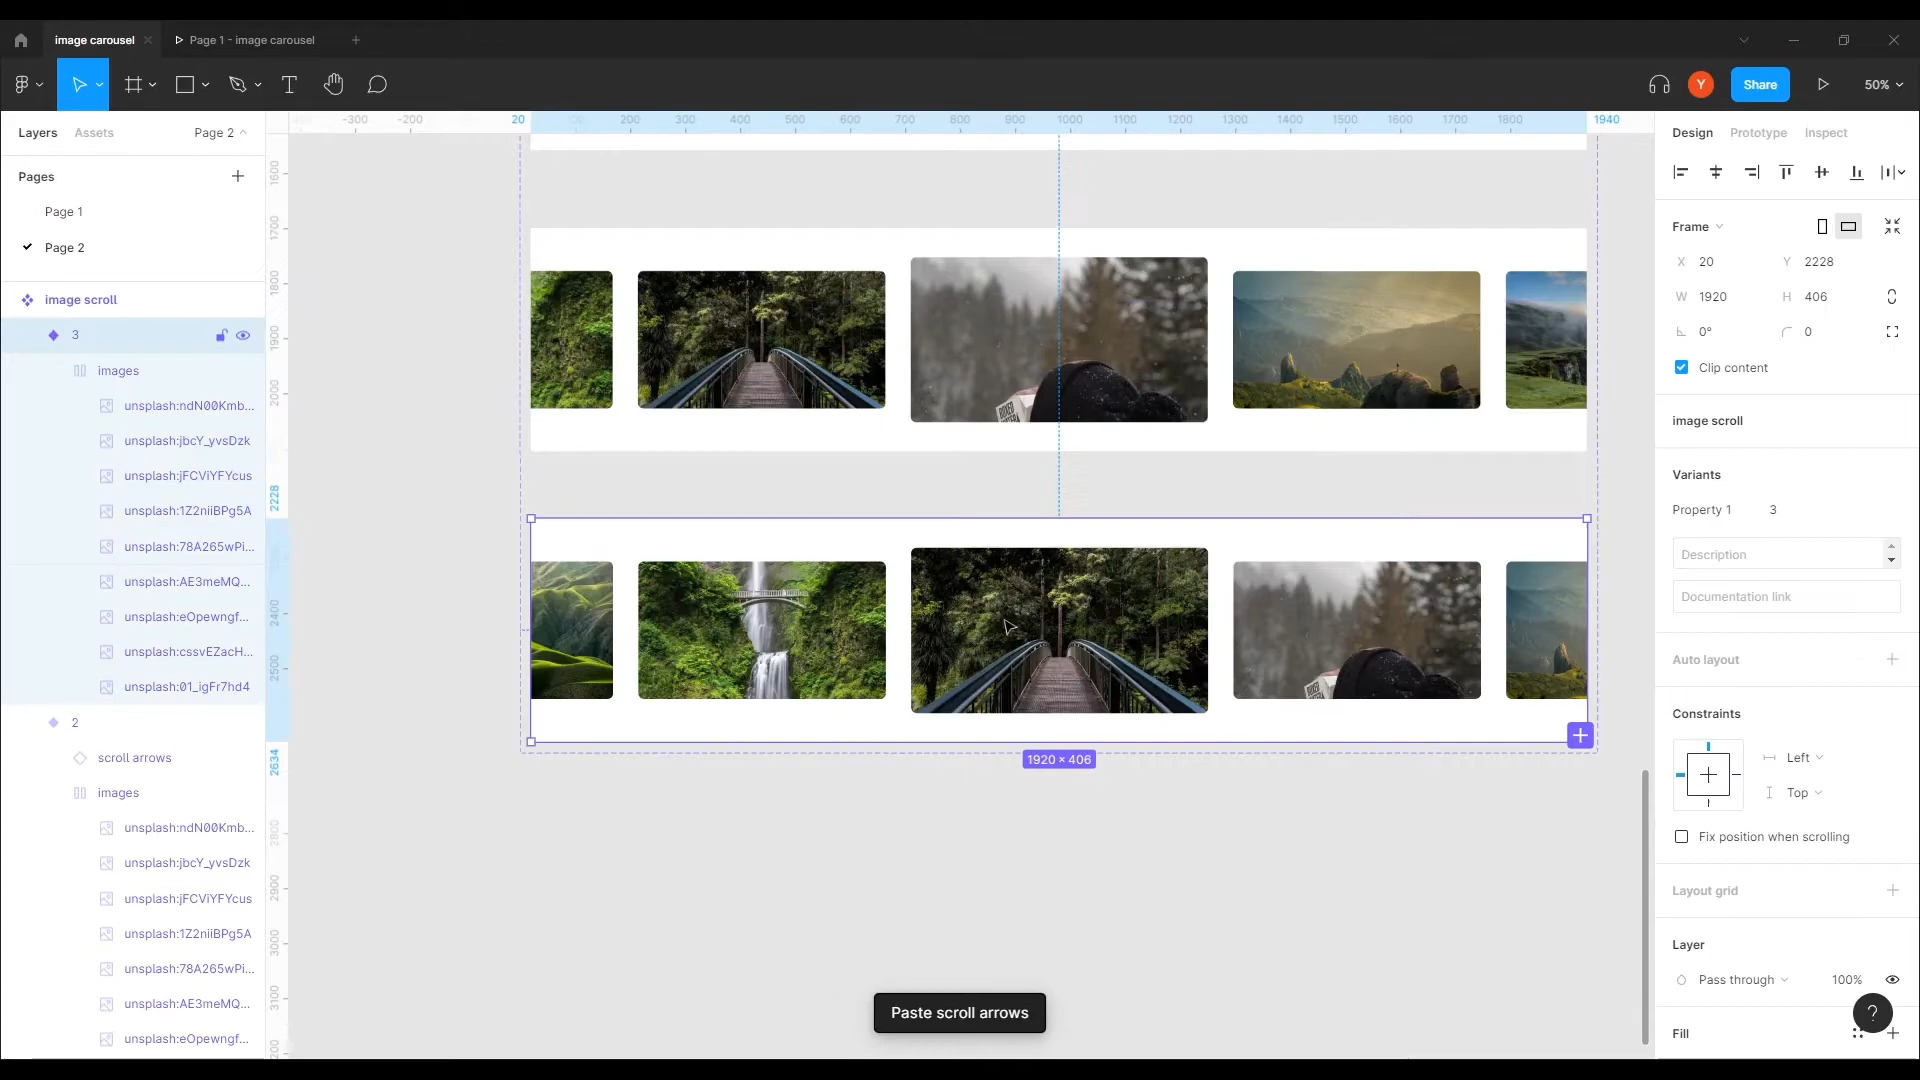 image carousel
Page 1 - image carousel
Share
Y
50%
Layers
Assets
Page 2
Pages
Page 1
Page 2
image scroll
3
images
unsplash:ndN00Kmb...
unsplash:jbcY_yvsDzk
unsplash:jFCViYFYcus
unsplash:1Z2niiBPg5A
unsplash:78A265wPi...
unsplash:AE3meMQ...
unsplash:eOpewngf...
unsplash:cssvEZacH...
unsplash:01_igFr7hd4
2
scroll arrows
images
unsplash:ndN00Kmb...
unsplash:jbcY_yvsDzk
unsplash:jFCViYFYcus
unsplash:1Z2niiBPg5A
unsplash:78A265wPi...
unsplash:AE3meMQ...
unsplash:eOpewngf...
-300 -200 20 200 300 400 500 600 700 800 900 1000 1100 1200 1300 1400 1500 1600 1700 1800 1940
1600
1700
1800
1900
2000
2228
2400
2500
2634
2800
2900
3000
3100
1920 × 406
Paste scroll arrows
Design
Prototype
Inspect
Frame
X 20
Y 2228
W 1920
H 406
0°
0
Clip content
image scroll
Variants
Property 1
3
Description
Documentation link
Auto layout
Constraints
Left
Top
Fix position when scrolling
Layout grid
Layer
Pass through
100%
?
Fill